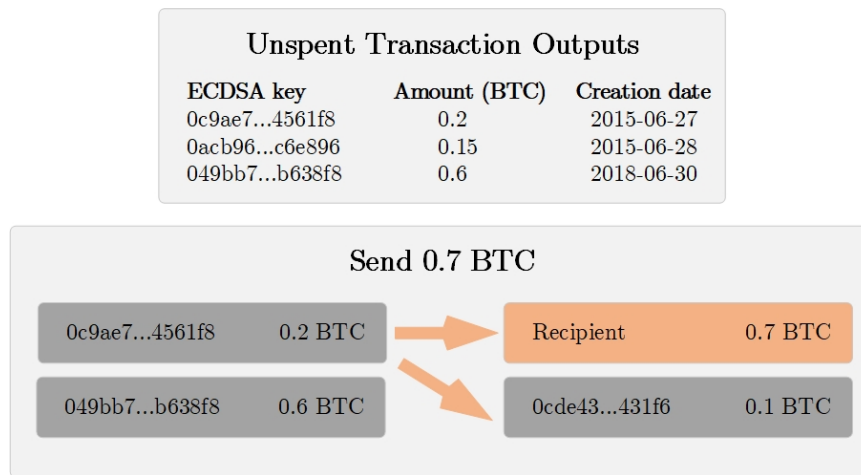 Unspent Transaction Outputs
ECDSA key Amount (BTC) Creation date
0c9ae7...4561f8 0.2 2015-06-27
0acb96...c6e896 0.15 2015-06-28
049bb7...b638f8 0.6 2018-06-30
Send 0.7 BTC
0c9ae7...4561f8 0.2 BTC Recipient 0.7 BTC
049bb7...b638f8 0.6 BTC 0cde43...431f6 0.1 BTC